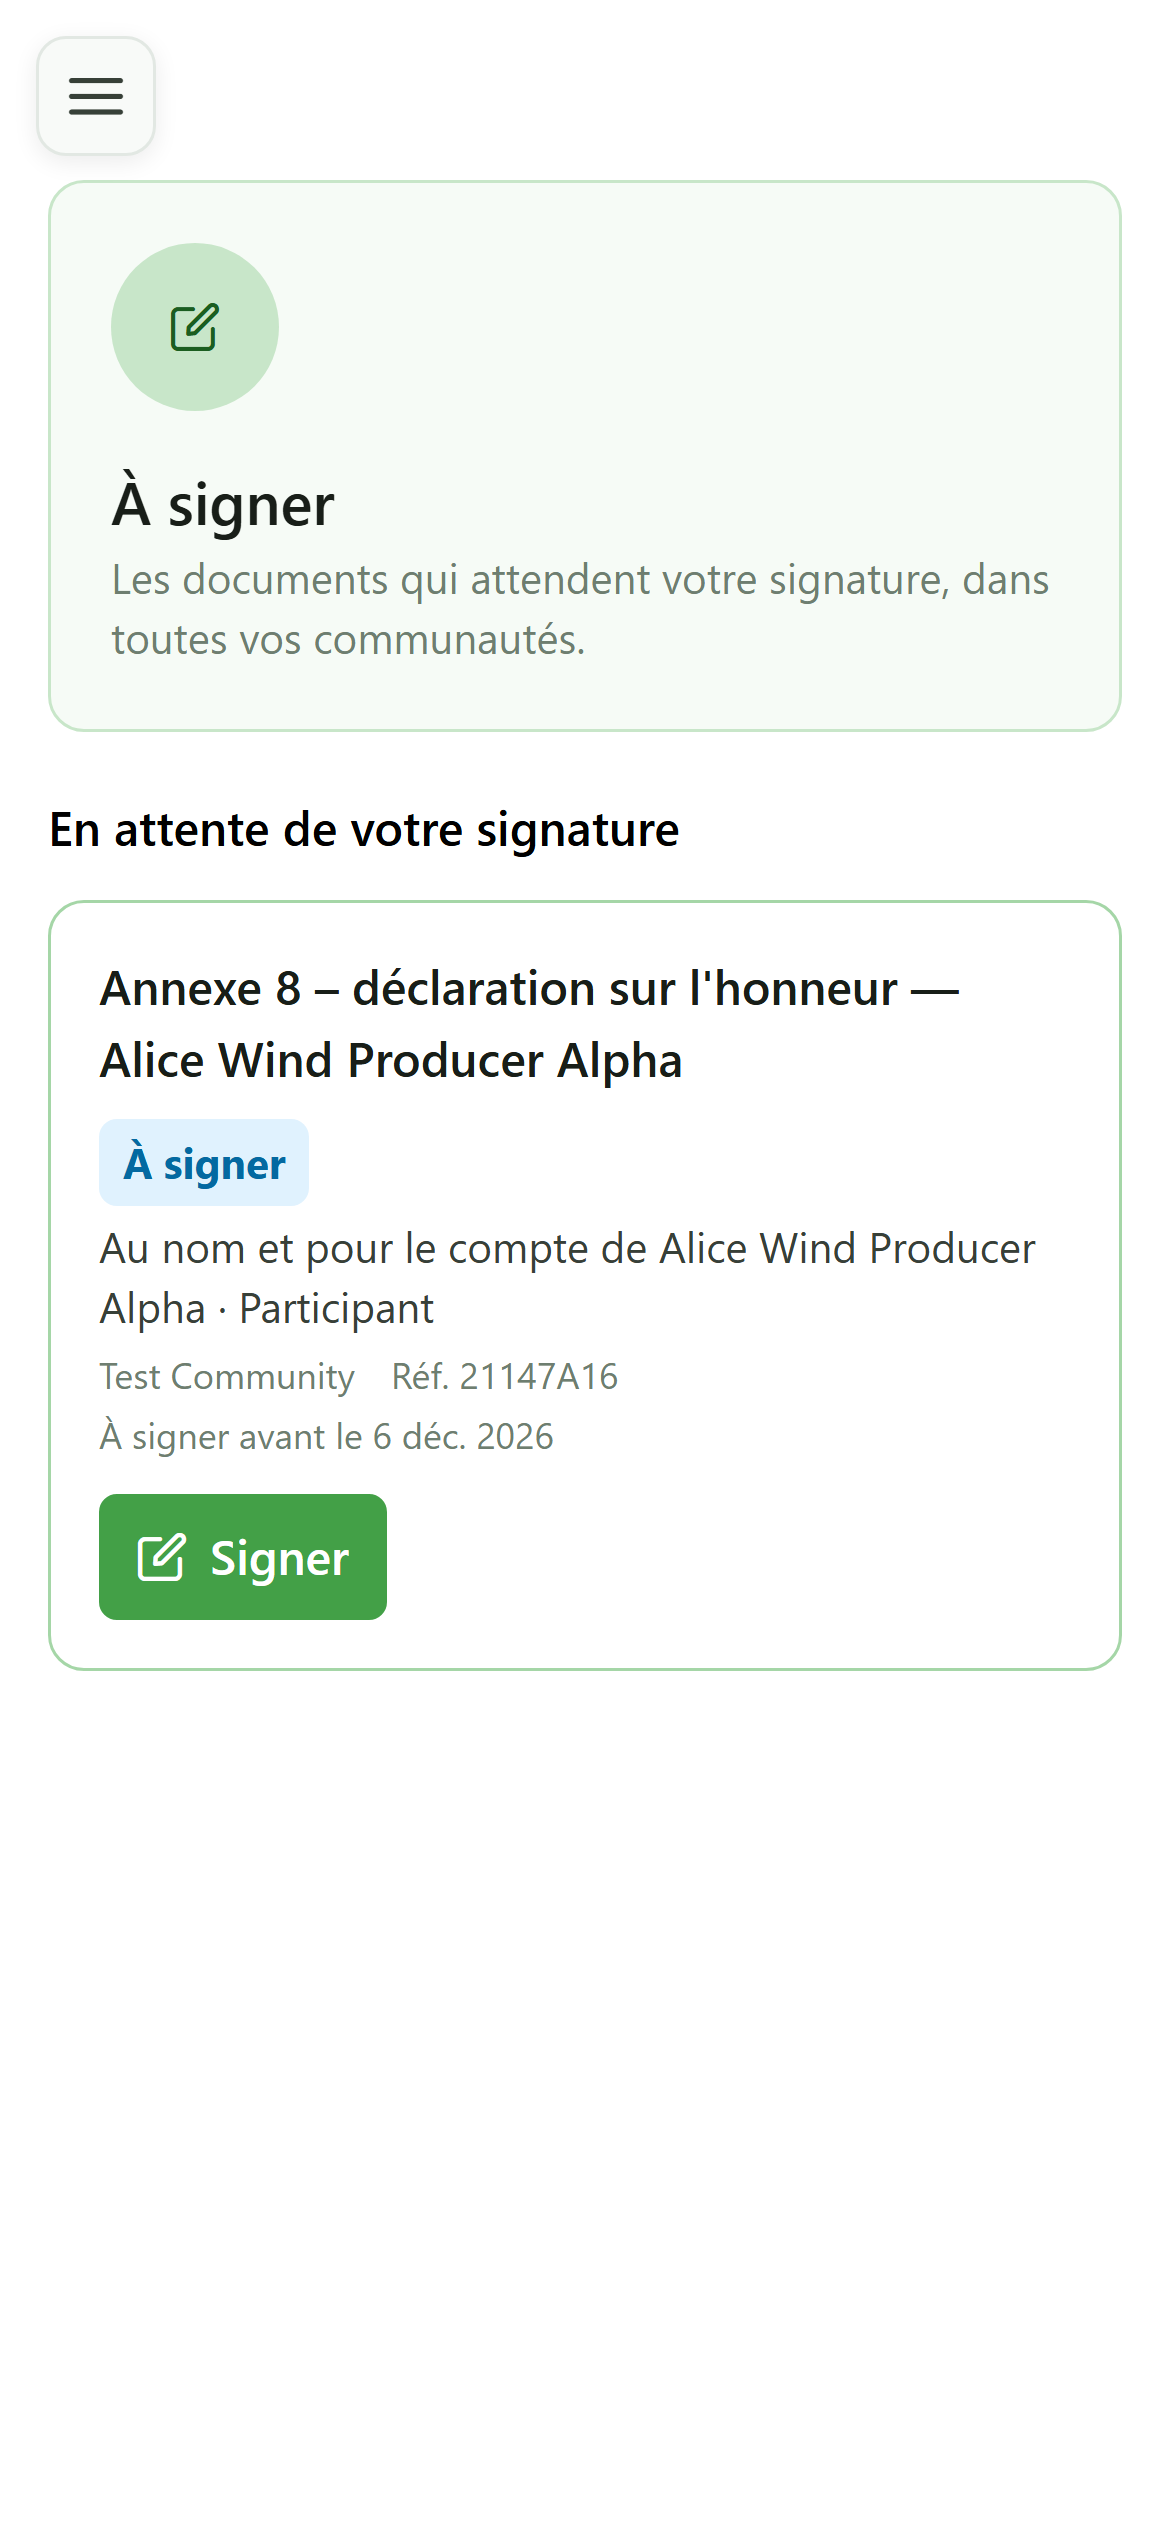 À signer
Les documents qui attendent votre signature, dans
toutes vos communautés.
En attente de votre signature
Annexe 8 – déclaration sur l'honneur —
Alice Wind Producer Alpha
À signer
Au nom et pour le compte de Alice Wind Producer
Alpha · Participant
Test Community Réf. 21147A16
À signer avant le 6 déc. 2026
Signer